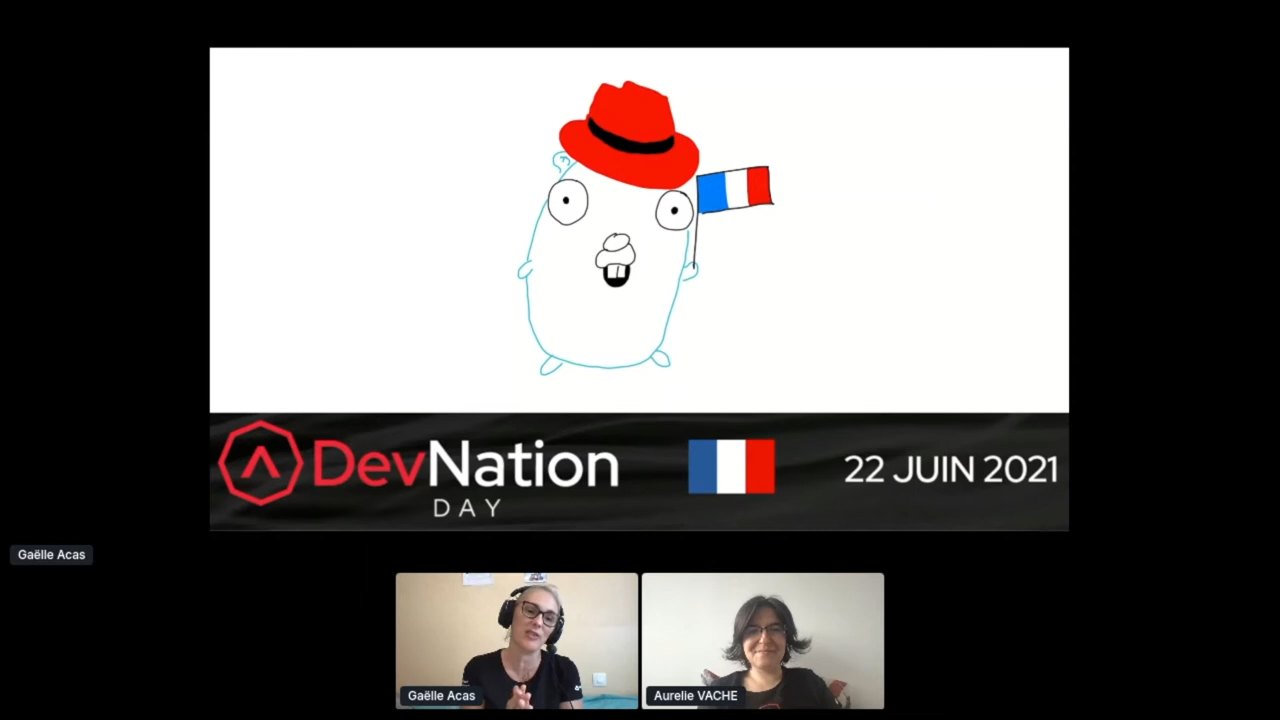 DevNation
DAY
22 JUIN 2021
Gaëlle Acas
Gaëlle Acas
Aurelie VACHE